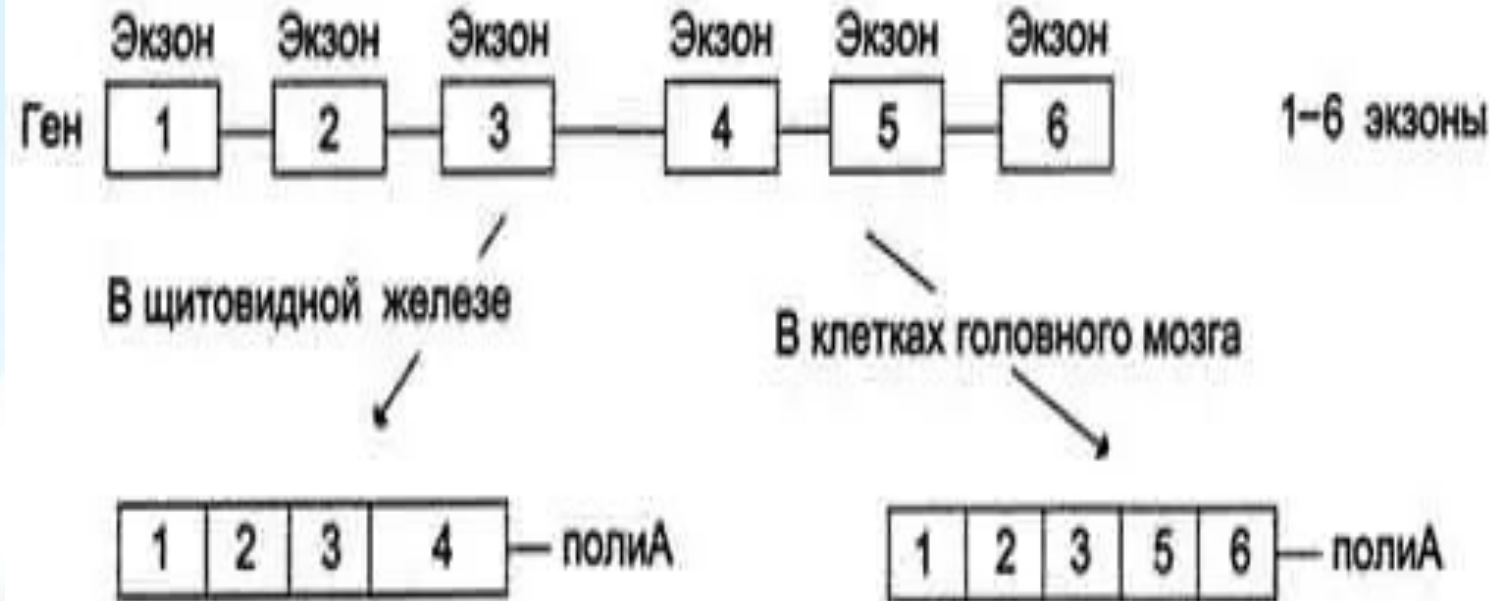 Экзон Экзон Экзон Экзон Экзон Экзон
Ген 1 2 3 4 5 6 1–6 экзоны
В щитовидной железе
В клетках головного мозга
1 2 3 4 полиА 1 2 3 5 6 полиА